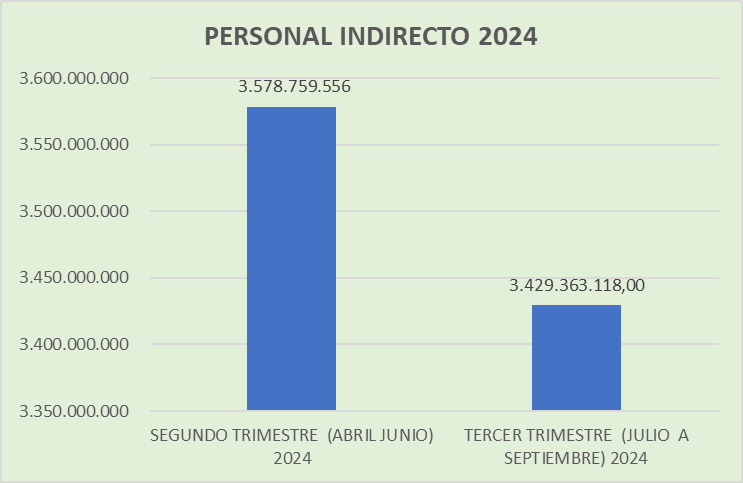 PERSONAL INDIRECTO 2024
3.600.000.000
3.578.759.556
3.550.000.000
3.500.000.000
3.450.000.000
3.429.363.118,00
3.400.000.000
3.350.000.000
SEGUNDO TRIMESTRE (ABRIL JUNIO)
2024
TERCER TRIMESTRE (JULIO A
SEPTIEMBRE) 2024